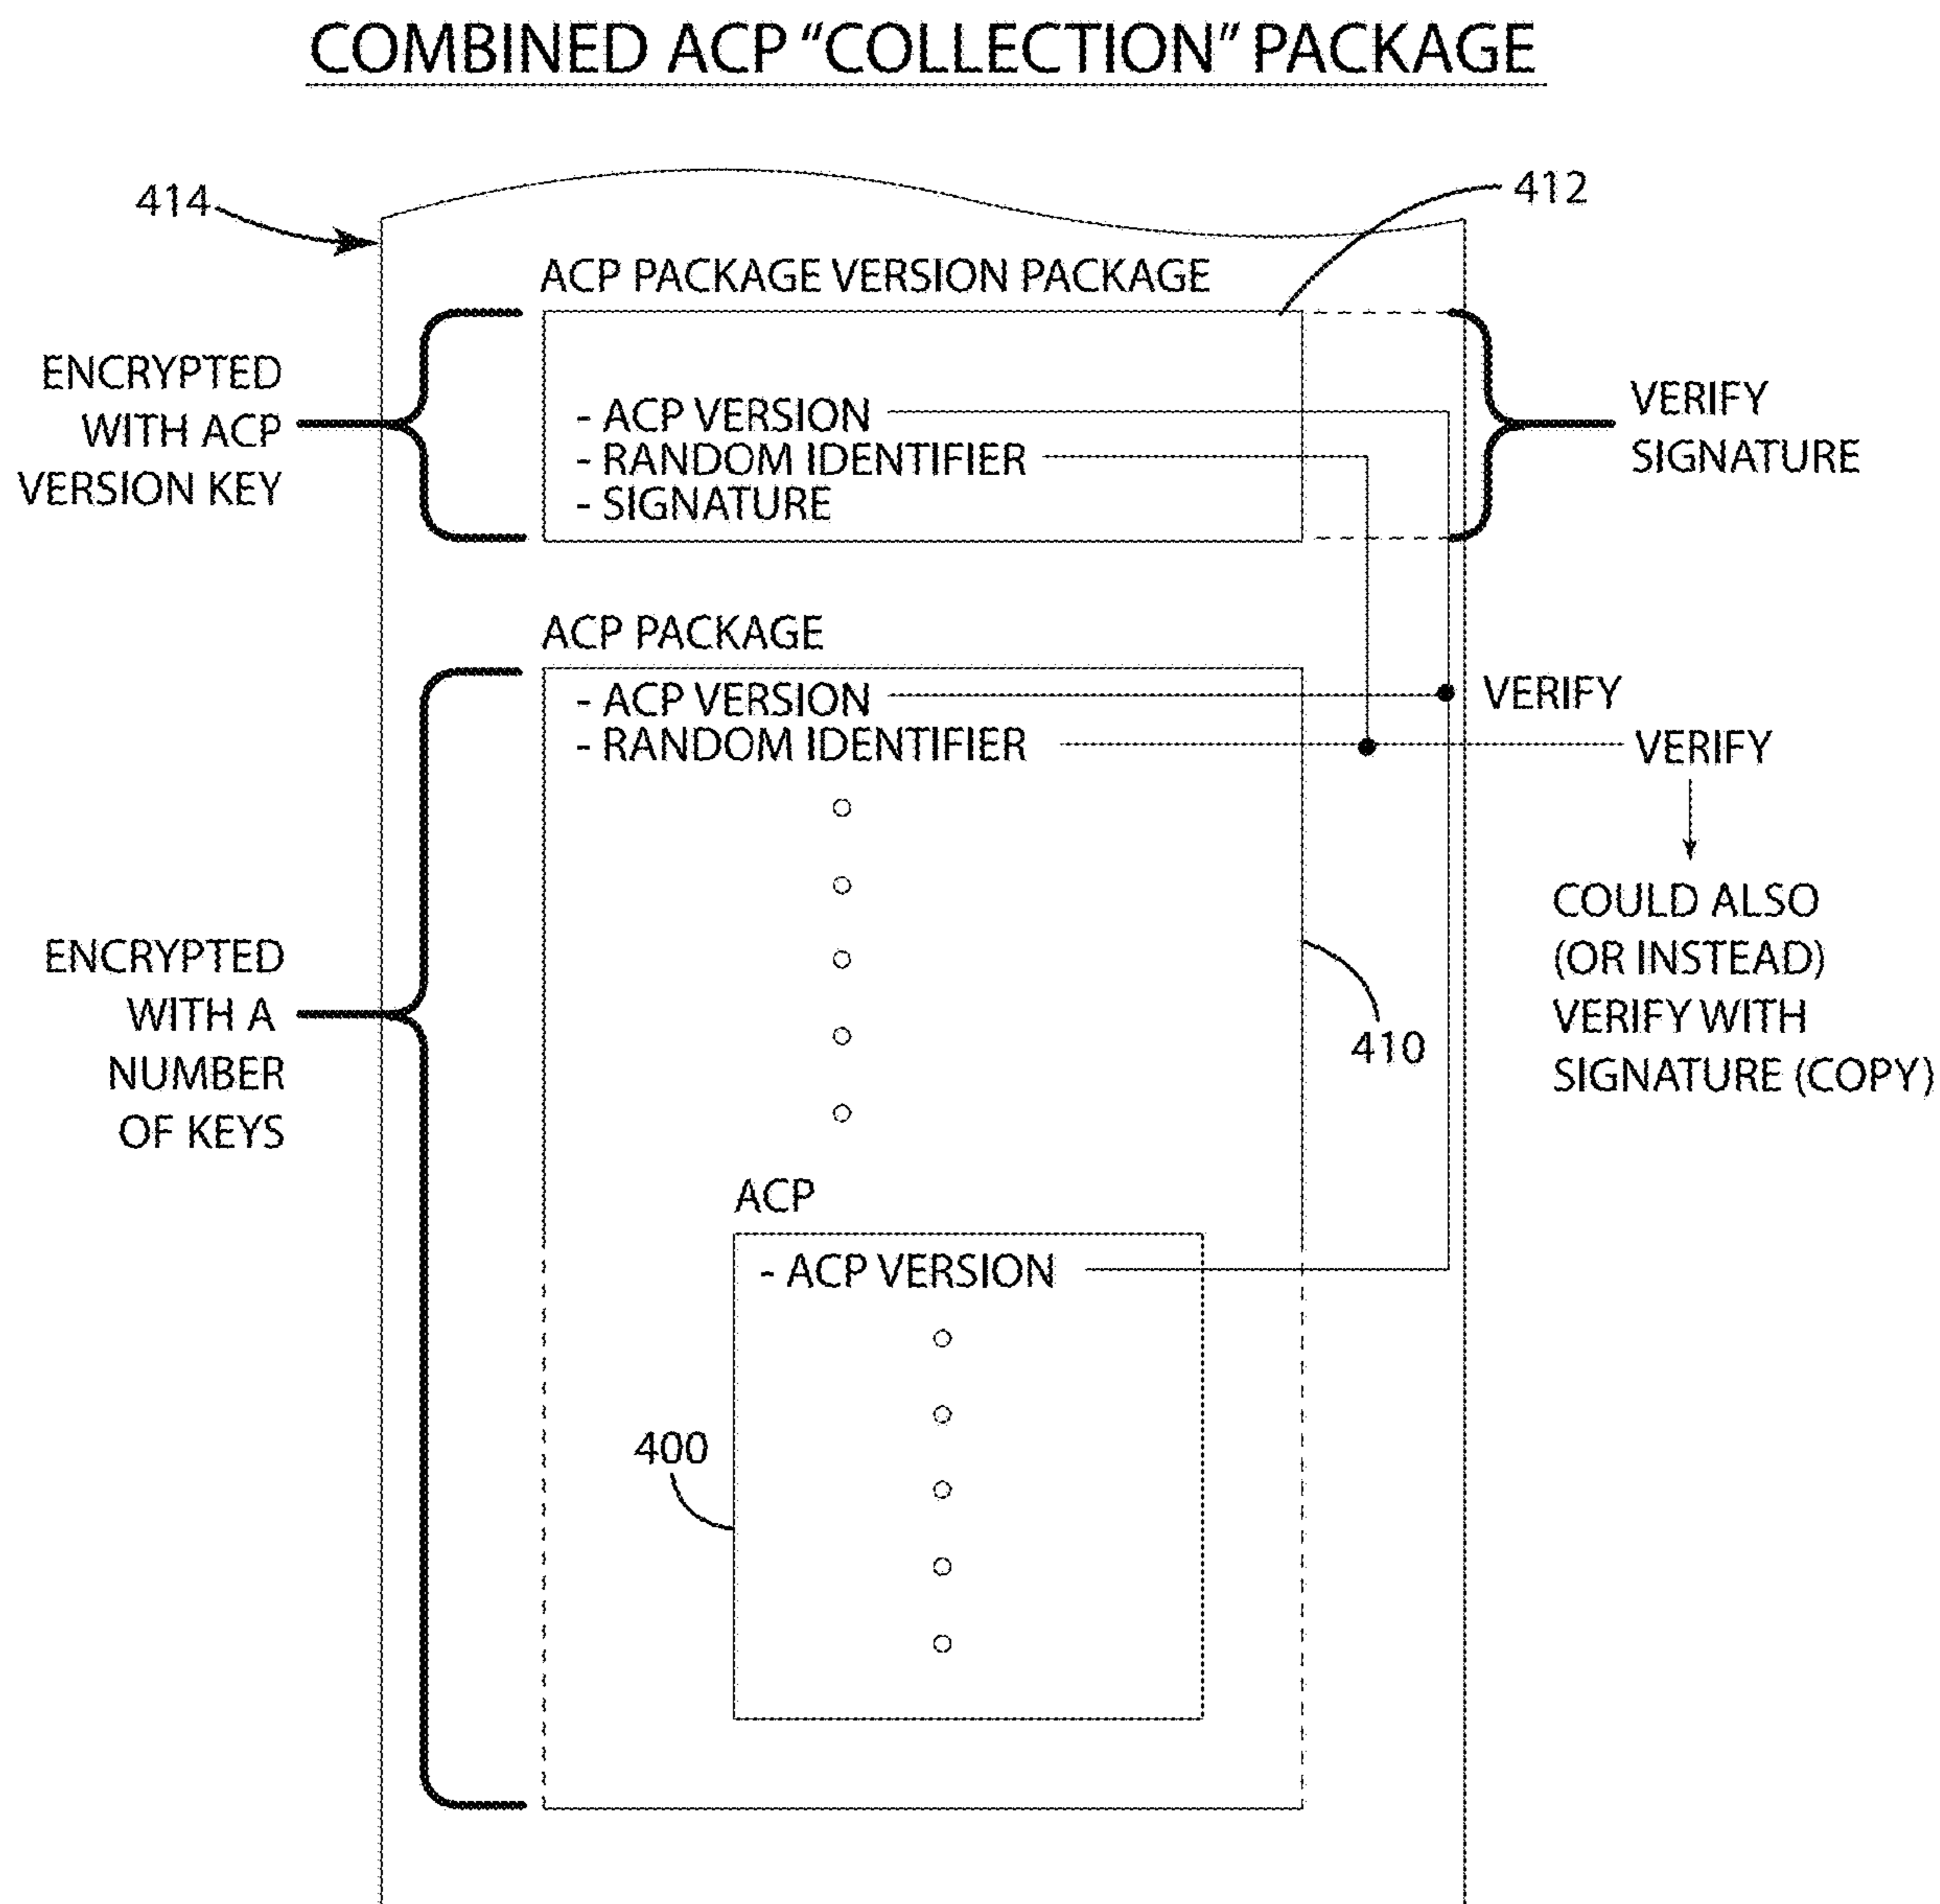 COMBINED ACP “COLLECTION” PACKAGE
414
412
ACP PACKAGE VERSION PACKAGE
ENCRYPTED
WITH ACP
VERSION KEY
- ACP VERSION
- RANDOM IDENTIFIER
- SIGNATURE
VERIFY
SIGNATURE
ACP PACKAGE
- ACP VERSION
VERIFY
- RANDOM IDENTIFIER
VERIFY
COULD ALSO
(OR INSTEAD)
VERIFY WITH
SIGNATURE (COPY)
ENCRYPTED
WITH A
NUMBER
OF KEYS
410
ACP
- ACP VERSION
400